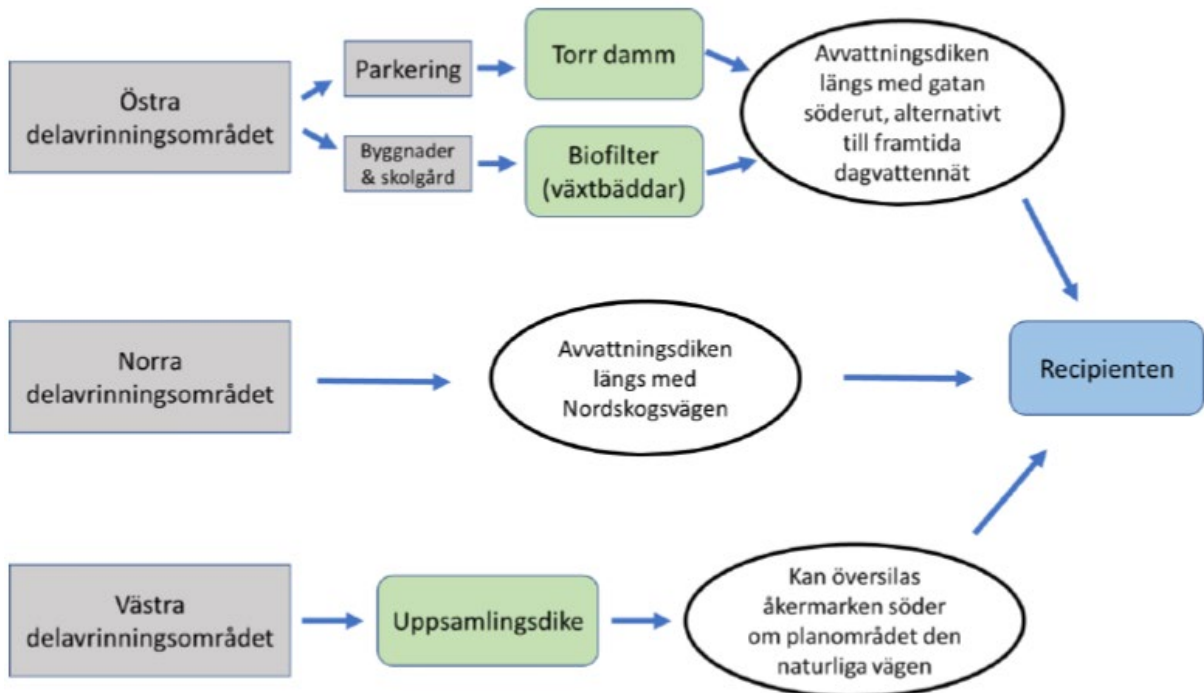 Östra
delavrinningsområdet
Parkering
Torr damm
Byggnader
& skolgård
Biofilter
(växtbäddar)
Avvattningsdiken
längs med gatan
söderut, alternativt
till framtida
dagvattennät
Norra
delavrinningsområdet
Avvattningsdiken
längs med
Nordskogsvägen
Recipienten
Västra
delavrinningsområdet
Uppsamlingsdike
Kan översilas
åkermarken söder
om planområdet den
naturliga vägen